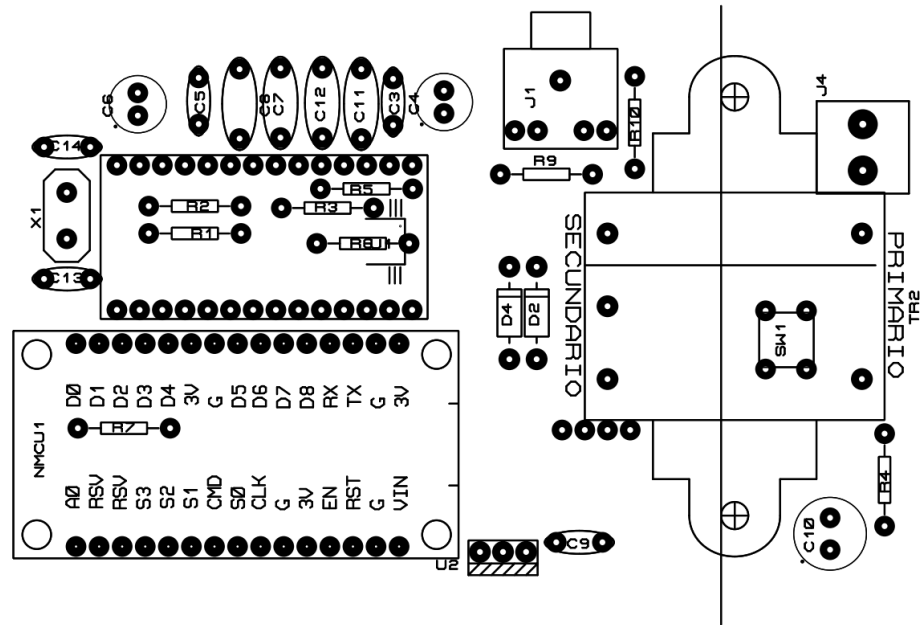 J1
R10
J4
C6
C5
C8
C7
C12
C11
C3
C4
C14
R9
X1
R5
R2
R3
R1
C13
SECUNDARIO
PRIMARIO
TR2
D4
D2
SW1
NMCU1
D0
D1
D2
D3
D4
3V
G
D5
D6
D7
D8
RX
TX
G
3V
R7
A0
RSV
RSV
S3
S2
S1
CMD
S0
CLK
G
3V
EN
RST
G
VIN
R4
C10
U2
C9